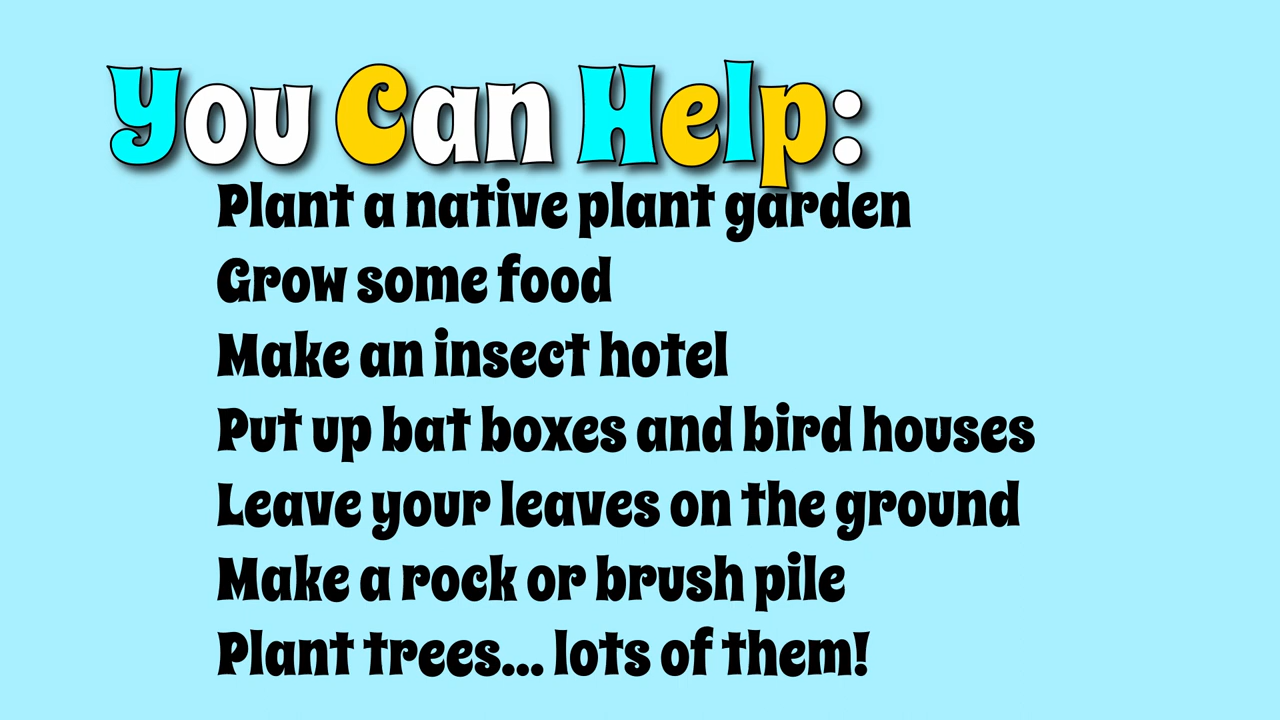 You Can Help:
Plant a native plant garden
Grow some food
Make an insect hotel
Put up bat boxes and bird houses
Leave your leaves on the ground
Make a rock or brush pile
Plant trees... lots of them!